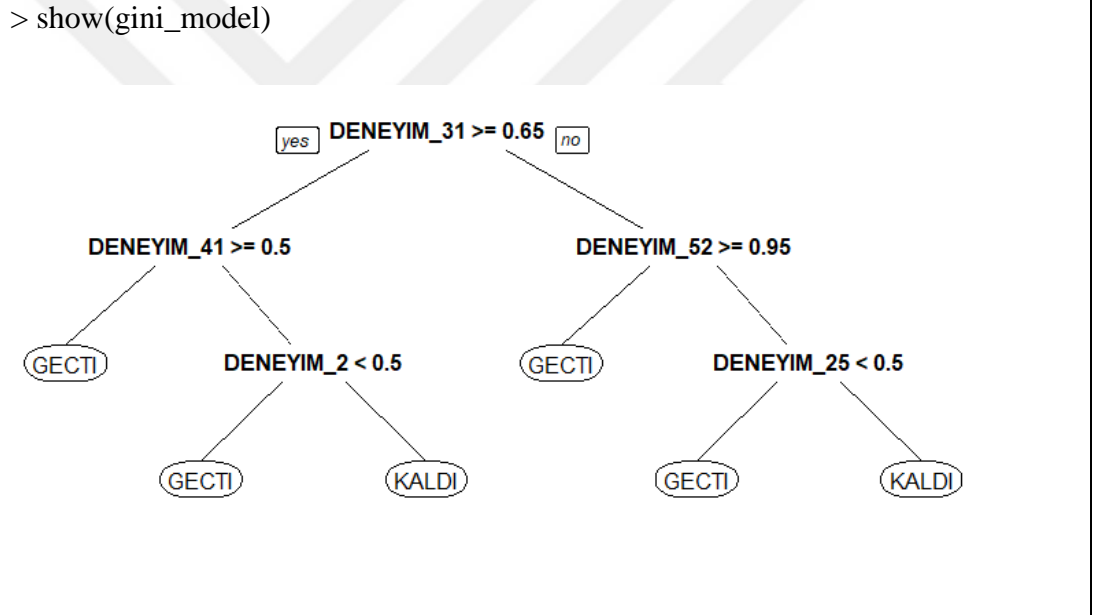 > show(gini_model)
yes DENEYIM_31 >= 0.65 no
DENEYIM_41 >= 0.5 DENEYIM_52 >= 0.95
GECTI DENEYIM_2 < 0.5 GECTI DENEYIM_25 < 0.5
GECTI KALDI GECTI KALDI